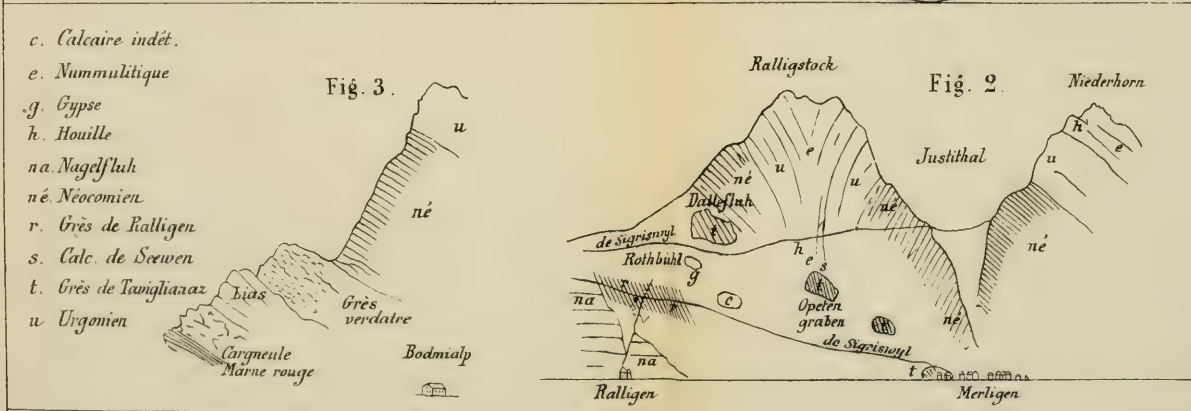 c. Calcaire indét.
e. Nummulitique
g. Gypse
h. Houille
na. Nagelfluh
né. Néocomien
r. Grès de Ralligen
s. Calc. de Seewen
t. Grès de Taviglianaz
u Urgonien
Fig. 3.
u
né
Lias
Grès
verdatre
Cargneule
Marne rouge
Bodmialp
Ralligstock
Fig. 2.
Niederhorn
h
e
u
Justithal
e
né
u
u
né
né
Dallefluh
t
de Sigriswyl
h
Rothbühl
e
s
g
t
na
r
c
Opeten
graben
né
de Sigriswyl
na
t
Ralligen
Merligen